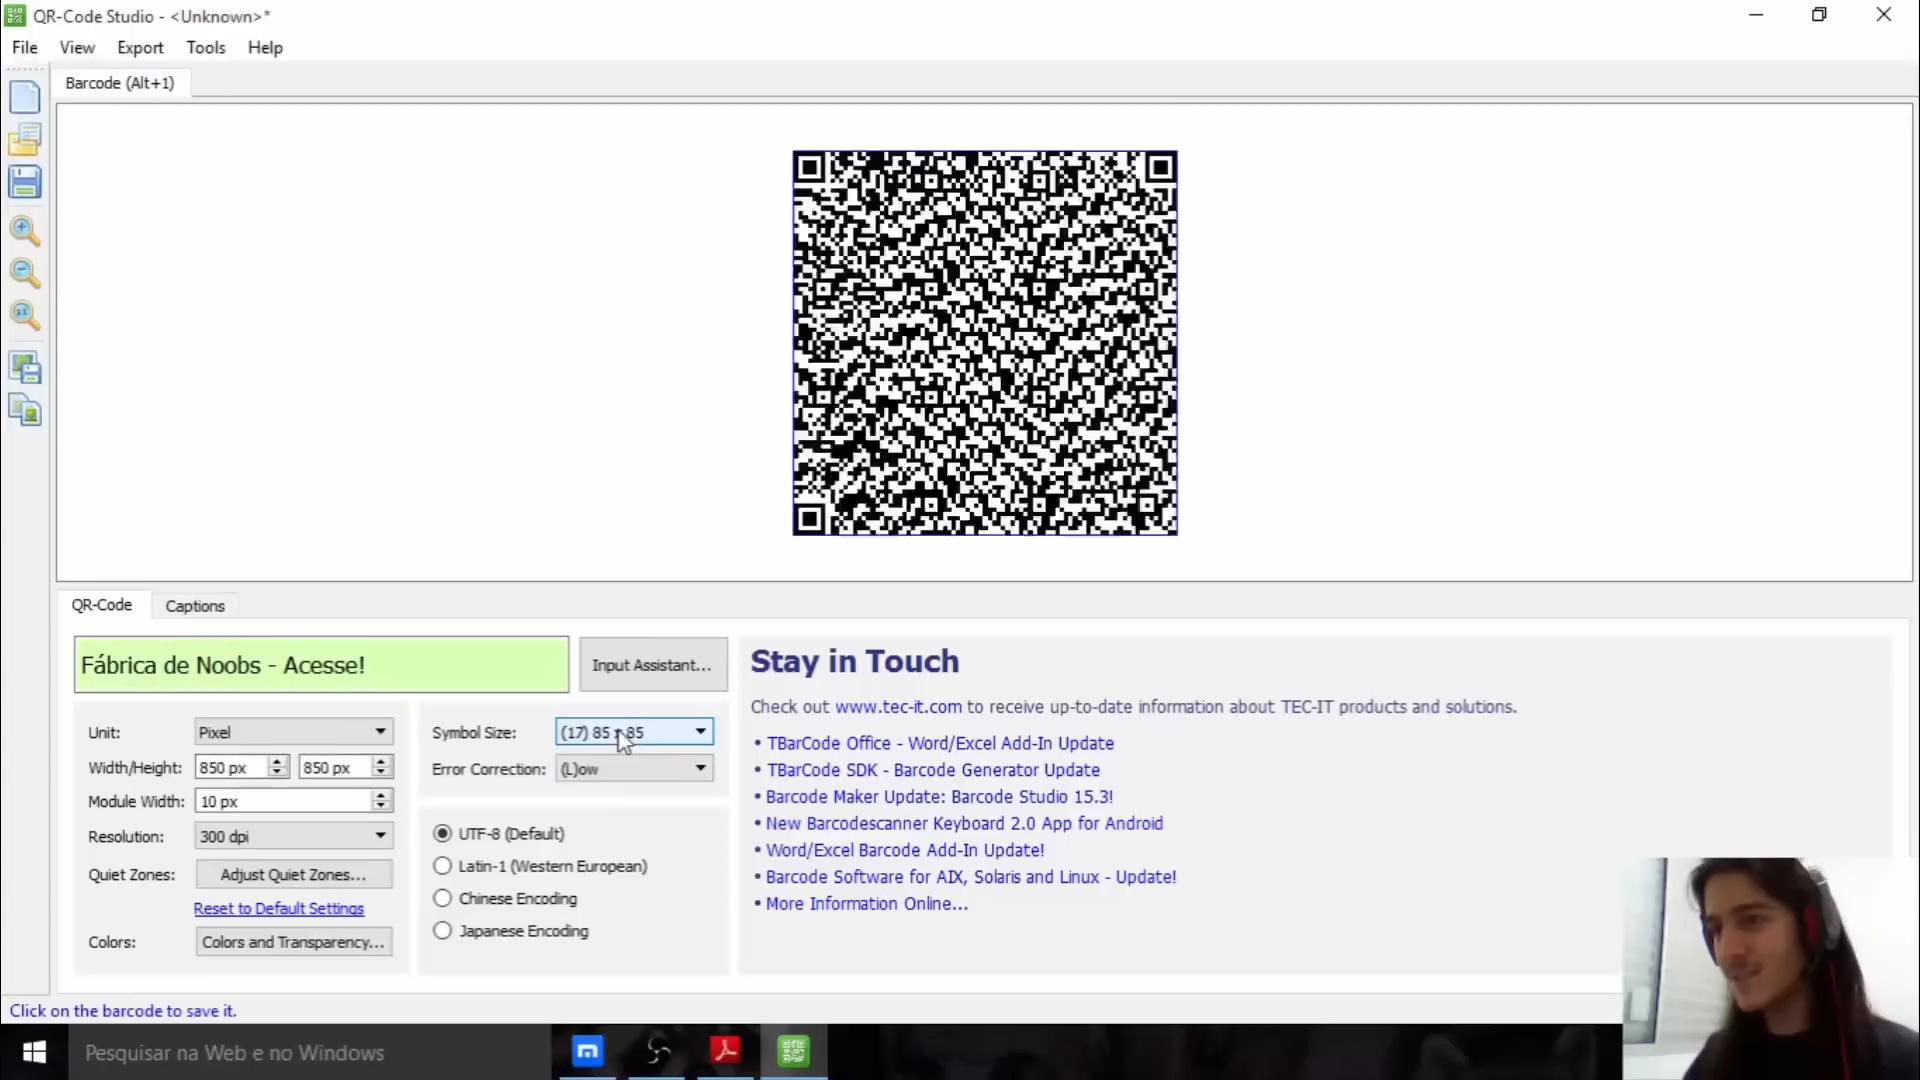 QR-Code Studio - <Unknown>*
File View Export Tools Help
Barcode (Alt+1)
QR-Code Captions
Fábrica de Noobs - Acesse!
Input Assistant...
Unit: Pixel
Width/Height: 850 px 850 px
Module Width: 10 px
Resolution: 300 dpi
Quiet Zones: Adjust Quiet Zones...
Reset to Default Settings
Colors: Colors and Transparency...
Symbol Size: (17) 85 x 85
Error Correction: (L)ow
UTF-8 (Default)
Latin-1 (Western European)
Chinese Encoding
Japanese Encoding
Stay in Touch
Check out www.tec-it.com to receive up-to-date information about TEC-IT products and solutions.
• TBarCode Office - Word/Excel Add-In Update
• TBarCode SDK - Barcode Generator Update
• Barcode Maker Update: Barcode Studio 15.3!
• New Barcodescanner Keyboard 2.0 App for Android
• Word/Excel Barcode Add-In Update!
• Barcode Software for AIX, Solaris and Linux - Update!
• More Information Online...
Click on the barcode to save it.
Pesquisar na Web e no Windows